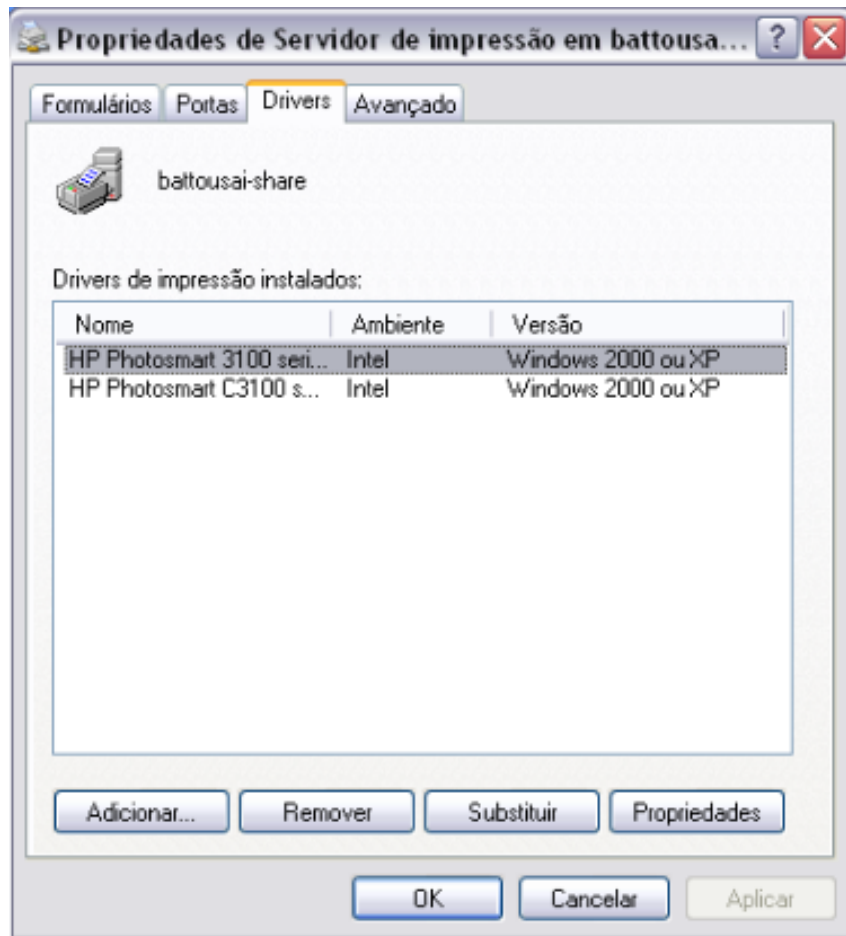 Propriedades de Servidor de impressão em battousa...
Formulários Portas Drivers Avançado
battousai-share
Drivers de impressão instalados:
Nome Ambiente Versão
HP Photosmart 3100 seri... Intel Windows 2000 ou XP
HP Photosmart C3100 s... Intel Windows 2000 ou XP
Adicionar... Remover Substituir Propriedades
OK Cancelar Aplicar